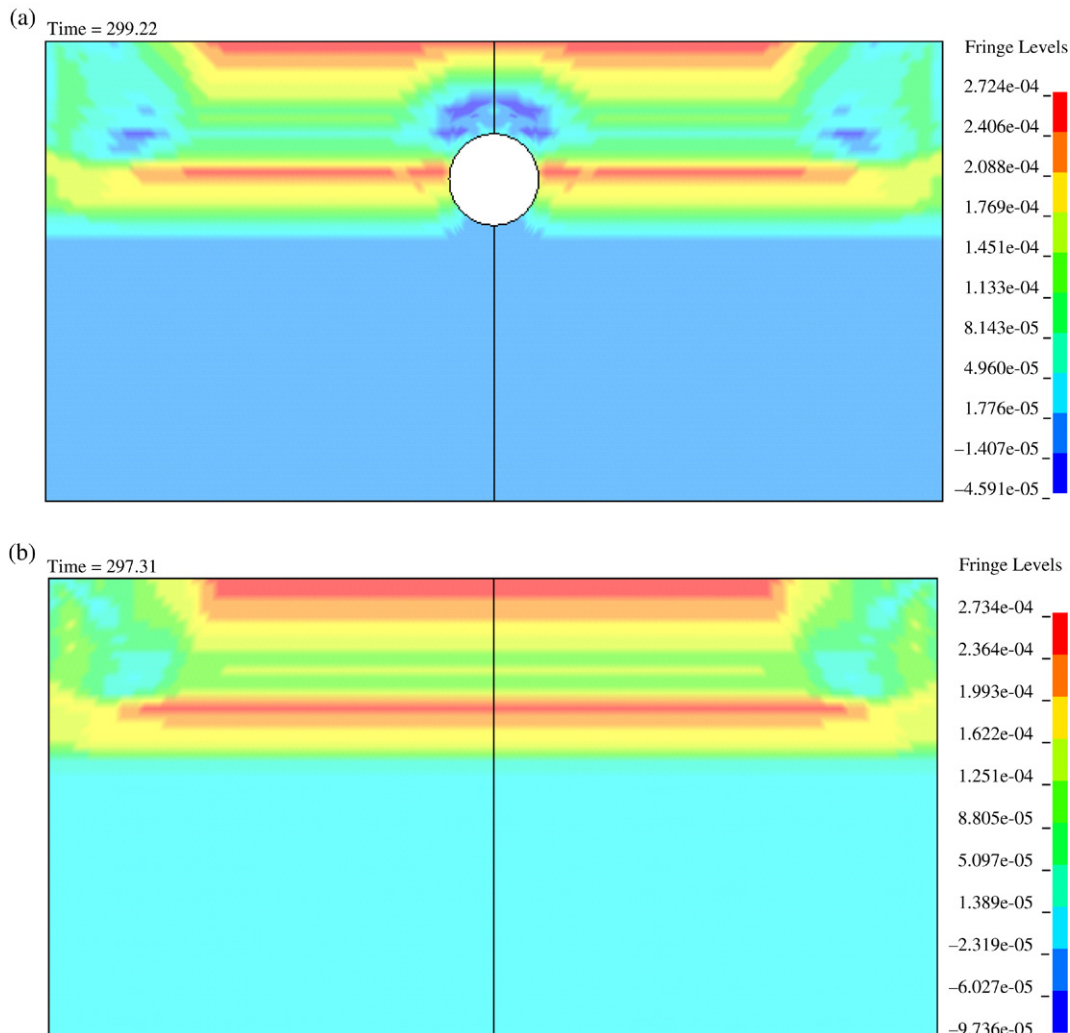 (a)
Time = 299.22
Fringe Levels
2.724e-04
2.406e-04
2.088e-04
1.769e-04
1.451e-04
1.133e-04
8.143e-05
4.960e-05
1.776e-05
–1.407e-05
–4.591e-05
(b)
Time = 297.31
Fringe Levels
2.734e-04
2.364e-04
1.993e-04
1.622e-04
1.251e-04
8.805e-05
5.097e-05
1.389e-05
–2.319e-05
–6.027e-05
–9.736e-05